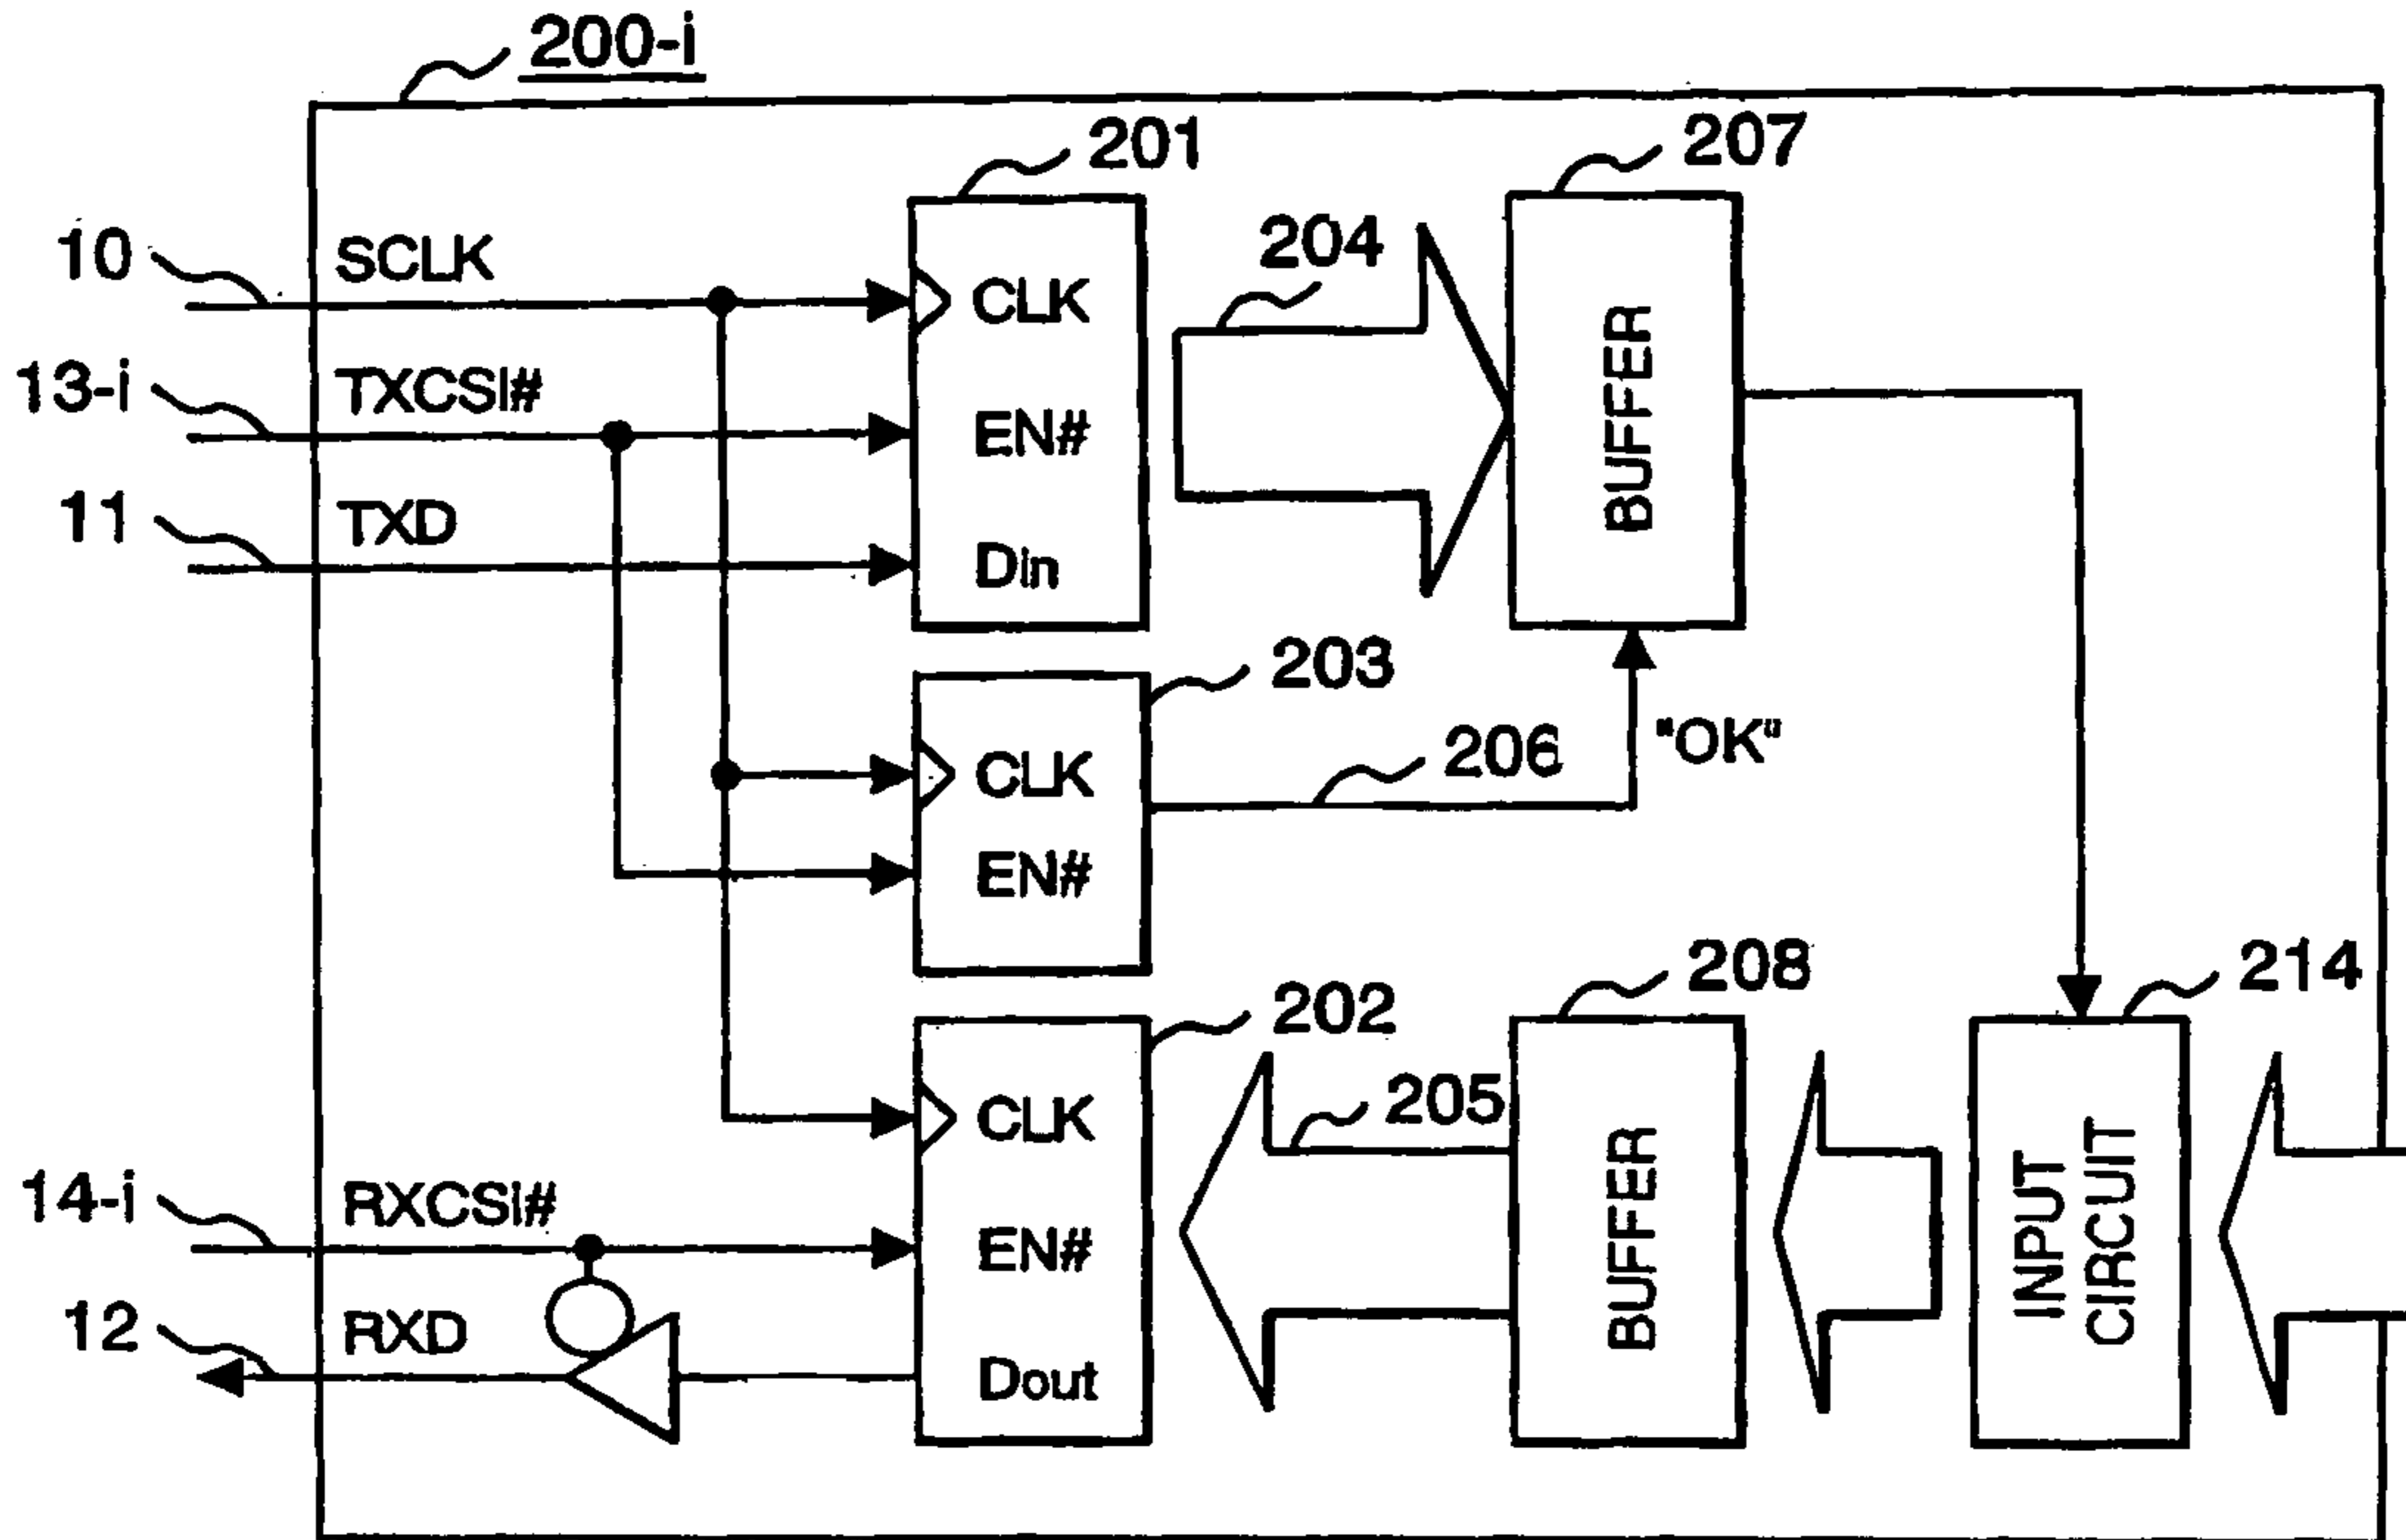 200-i
201
207
10
SCLK
CLK
204
13-i
TXCSI#
EN#
BUFFER
11
TXD
Din
203
CLK
206
"OK"
EN#
208
214
202
CLK
205
14-i
RXCSI#
EN#
BUFFER
INPUT
CIRCUIT
12
RXD
Dout